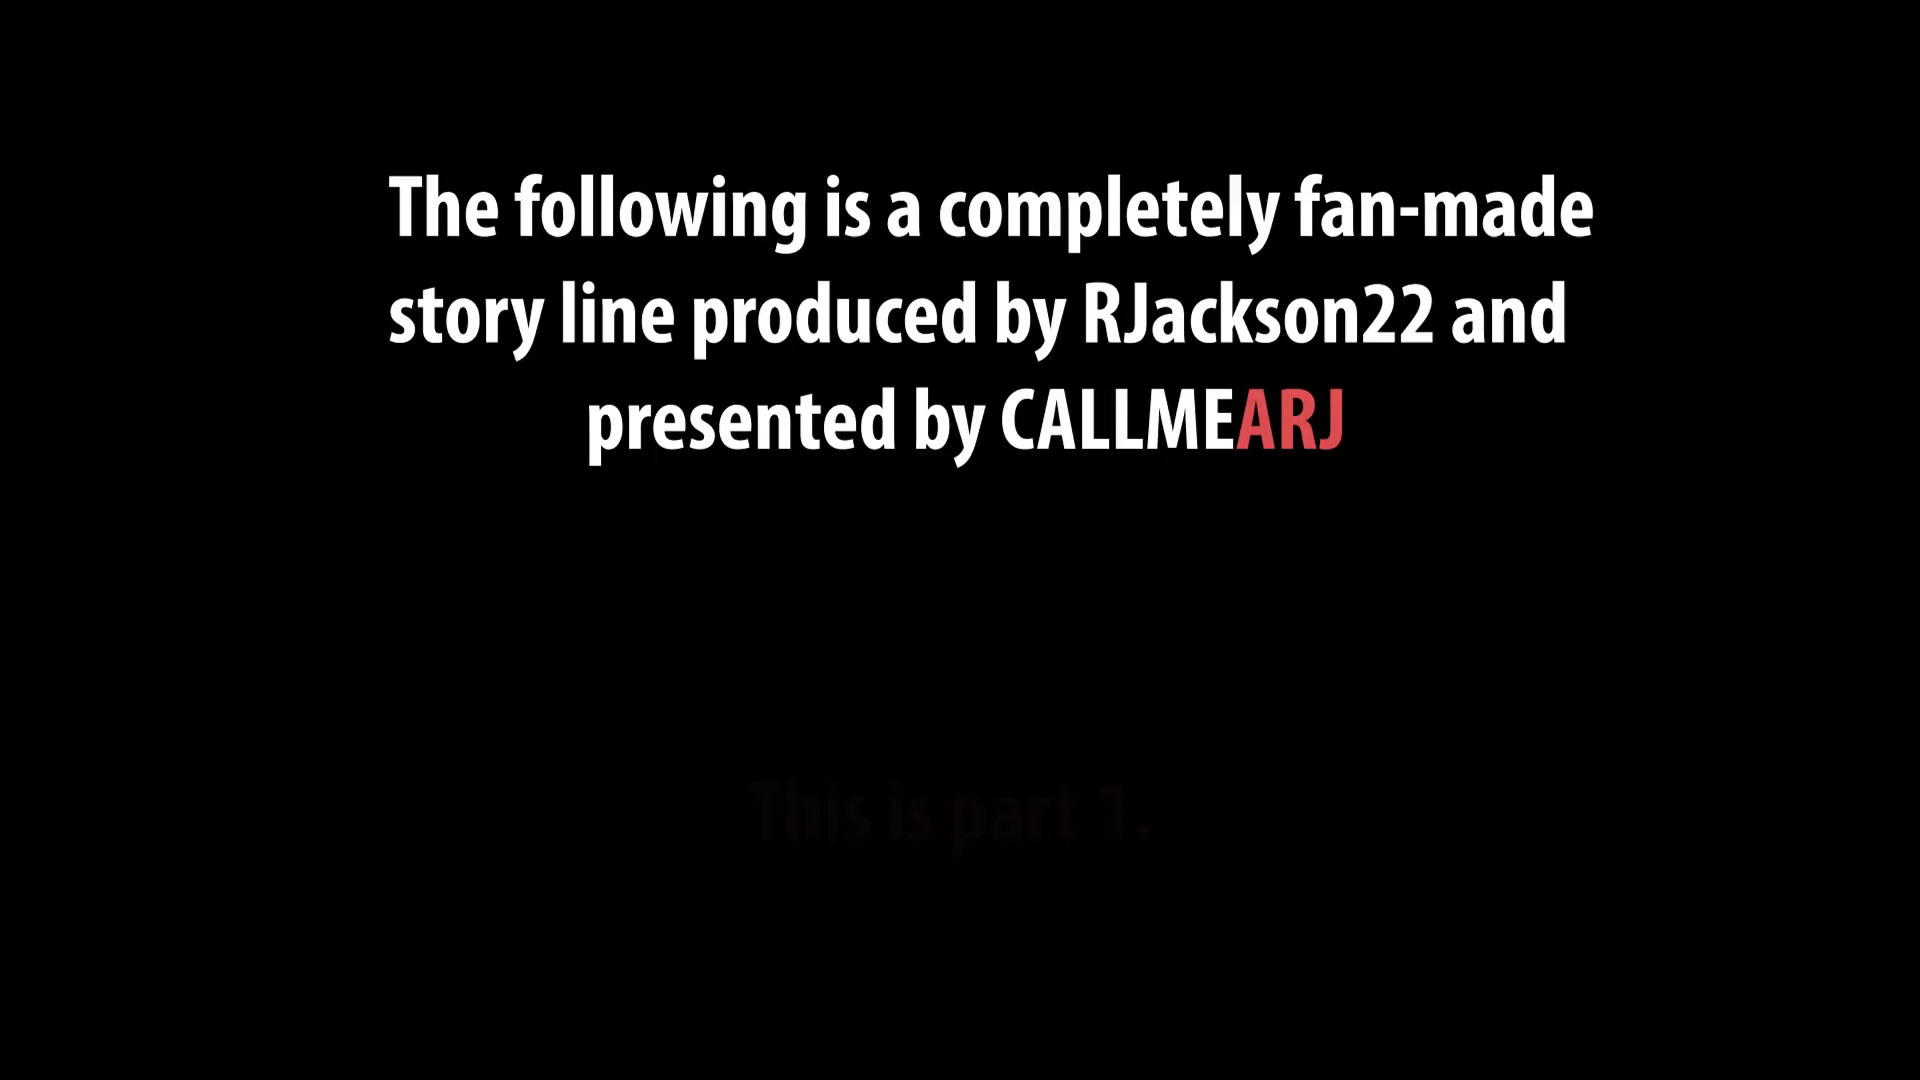 The following is a completely fan-made
story line produced by RJackson22 and
presented by CALLMEARJ
This is part 1.